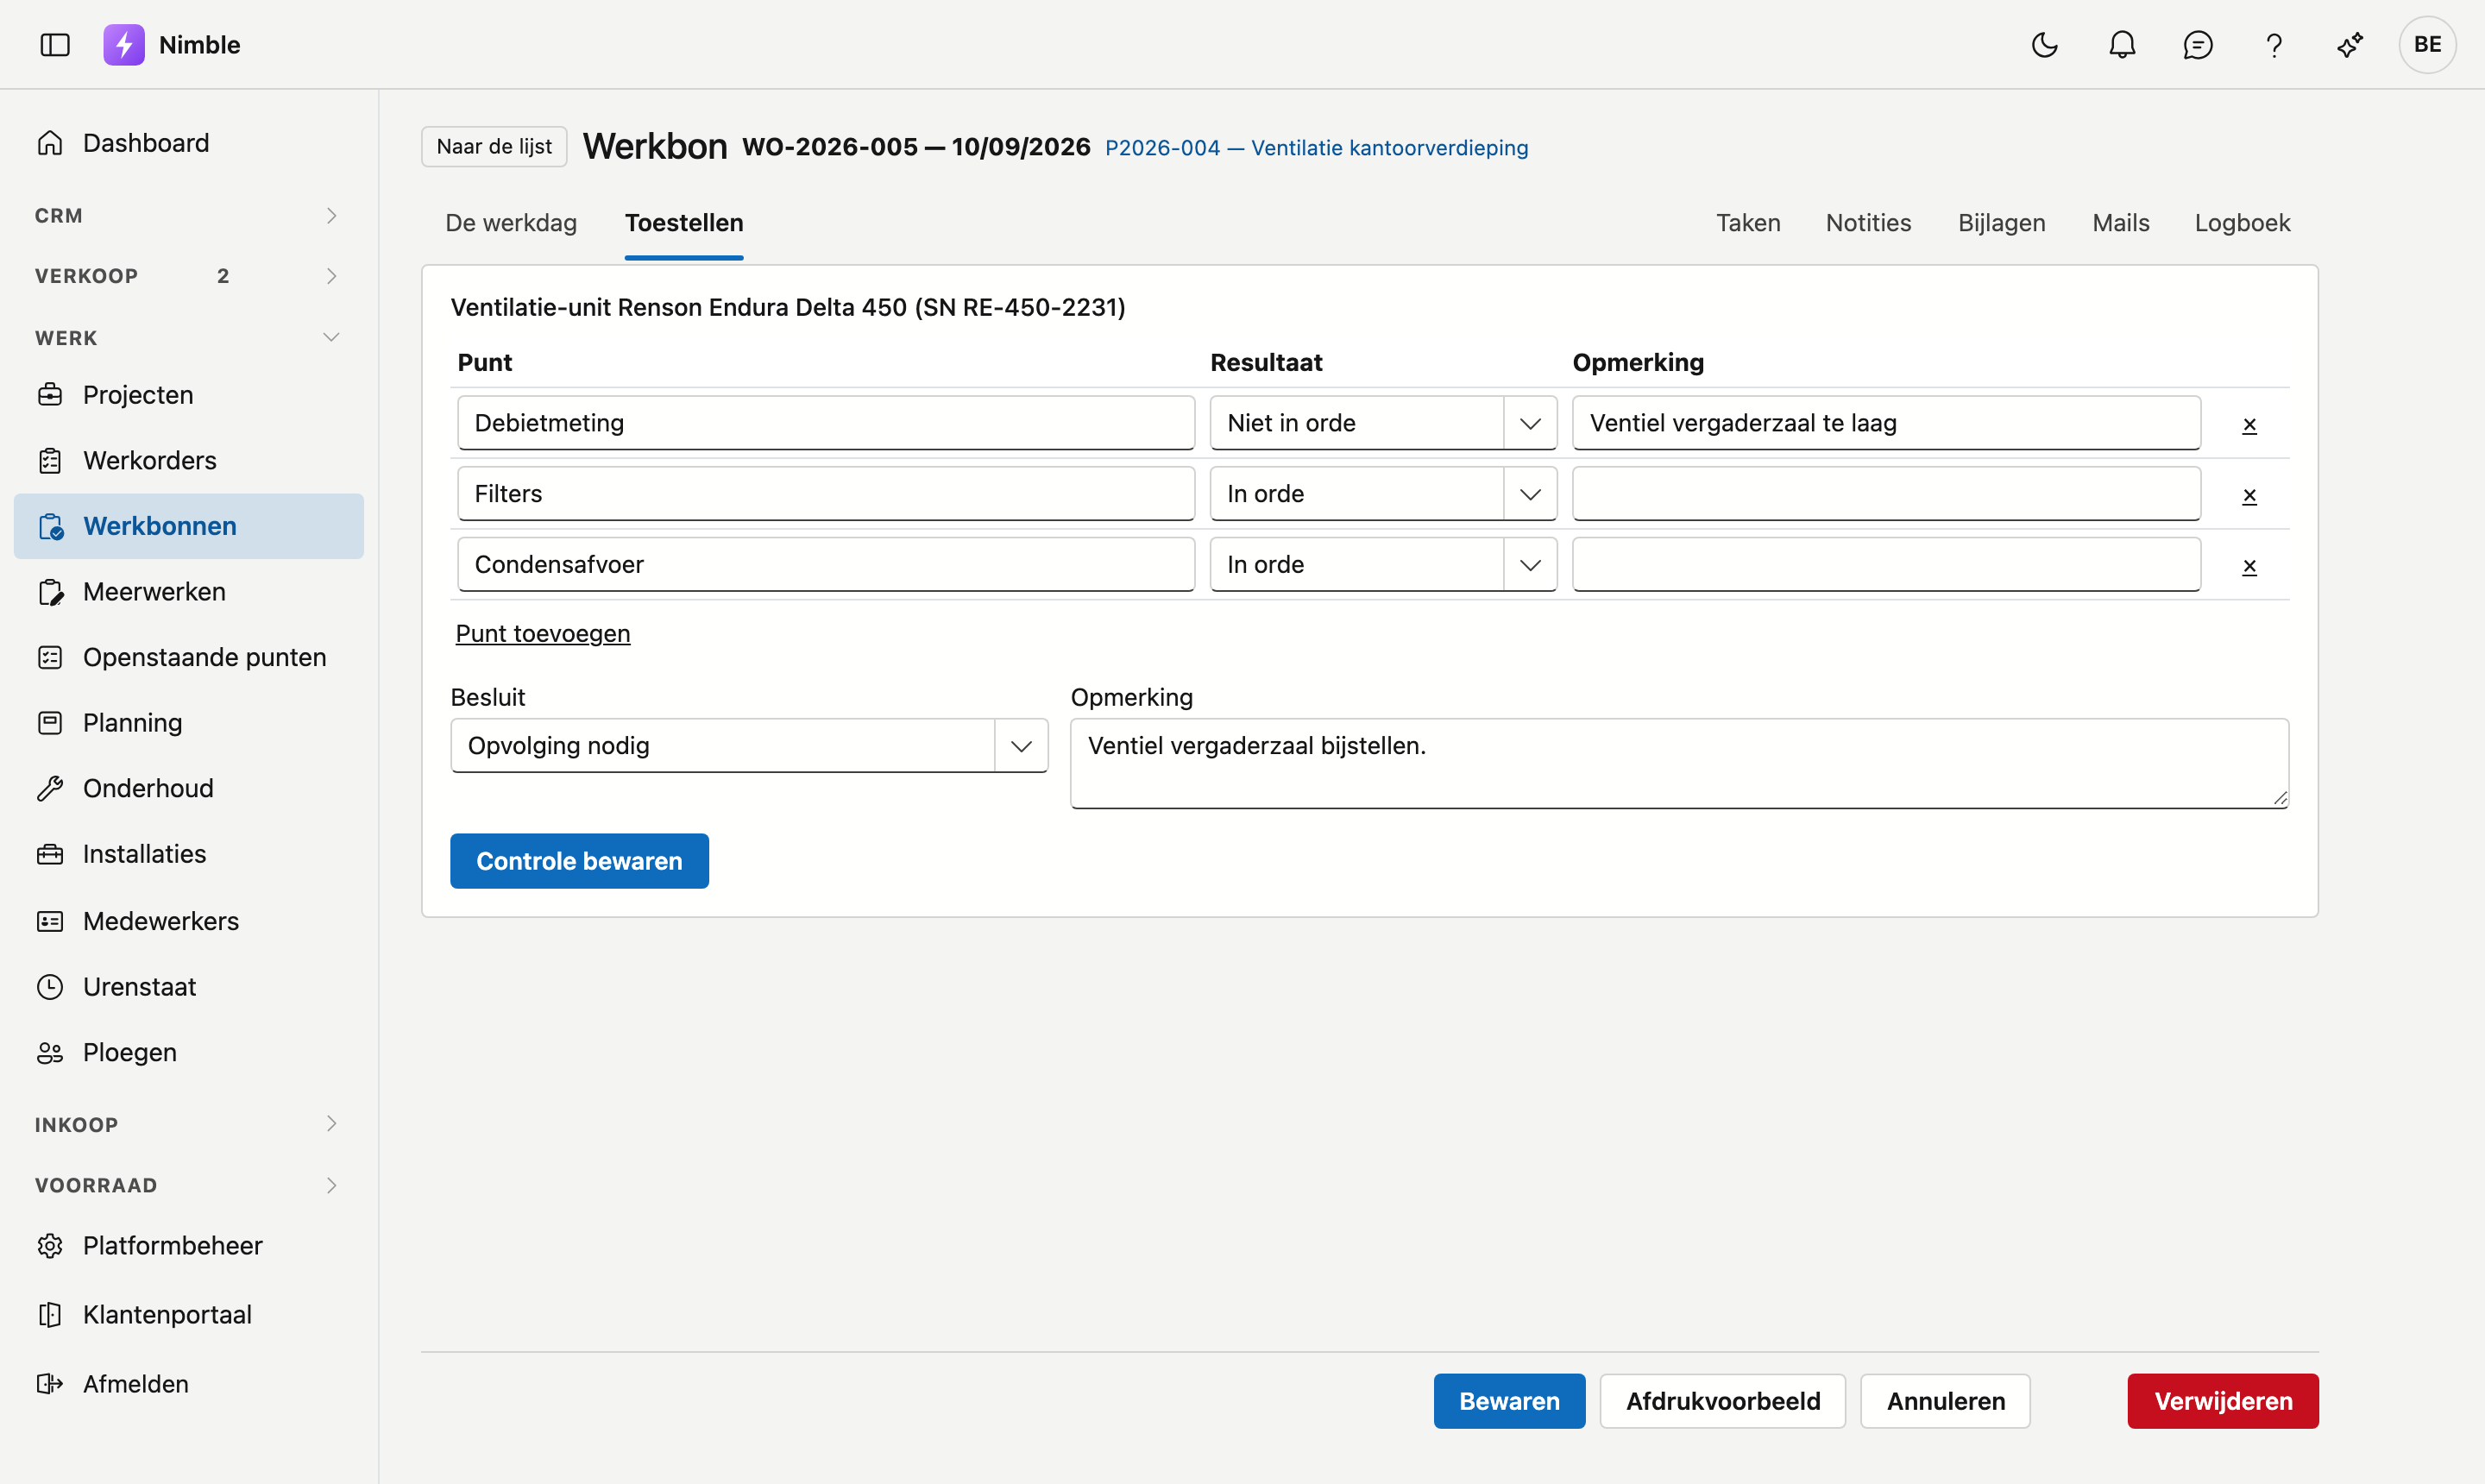 Nimble
BE
Dashboard
CRM
VERKOOP 2
WERK
Projecten
Werkorders
Werkbonnen
Meerwerken
Openstaande punten
Planning
Onderhoud
Installaties
Medewerkers
Urenstaat
Ploegen
INKOOP
VOORRAAD
Platformbeheer
Klantenportaal
Afmelden
Naar de lijst Werkbon WO-2026-005 — 10/09/2026 P2026-004 — Ventilatie kantoorverdieping
De werkdag Toestellen Taken Notities Bijlagen Mails Logboek
Ventilatie-unit Renson Endura Delta 450 (SN RE-450-2231)
Punt Resultaat Opmerking
Debietmeting Niet in orde Ventiel vergaderzaal te laag ×
Filters In orde ×
Condensafvoer In orde ×
Punt toevoegen
Besluit Opmerking
Opvolging nodig Ventiel vergaderzaal bijstellen.
Controle bewaren
Bewaren Afdrukvoorbeeld Annuleren Verwijderen